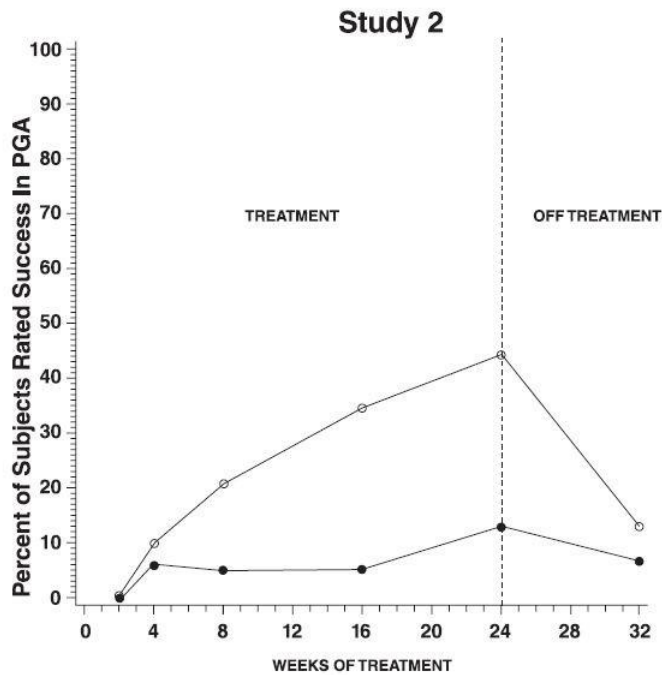 Study 2
Percent of Subjects Rated Success In PGA
100
90
80
70
60
50
40
30
20
10
0
TREATMENT
OFF TREATMENT
0 4 8 12 16 20 24 28 32
WEEKS OF TREATMENT